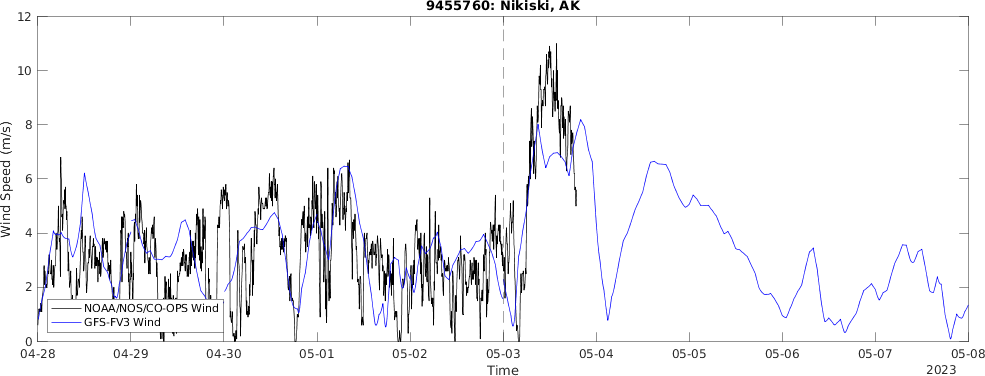 9455760: Nikiski, AK
12
10
8
6
4
2
0
Wind Speed (m/s)
NOAA/NOS/CO-OPS Wind
GFS-FV3 Wind
04-28 04-29 04-30 05-01 05-02 05-03 05-04 05-05 05-06 05-07 05-08
Time
2023